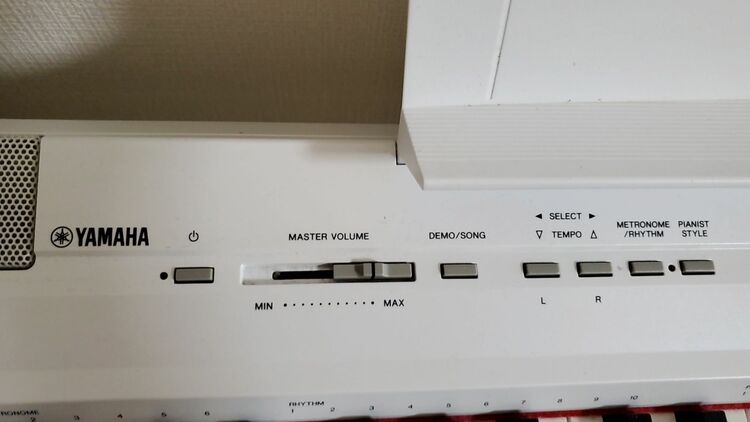 YAMAHA
MASTER VOLUME
MIN MAX
DEMO/SONG
◄ SELECT ►
▽ TEMPO △
L R
METRONOME
/RHYTHM
PIANIST
STYLE
2 3 4 5 6
RHYTHM
1 2 3 4 5 6 7 8 9 10